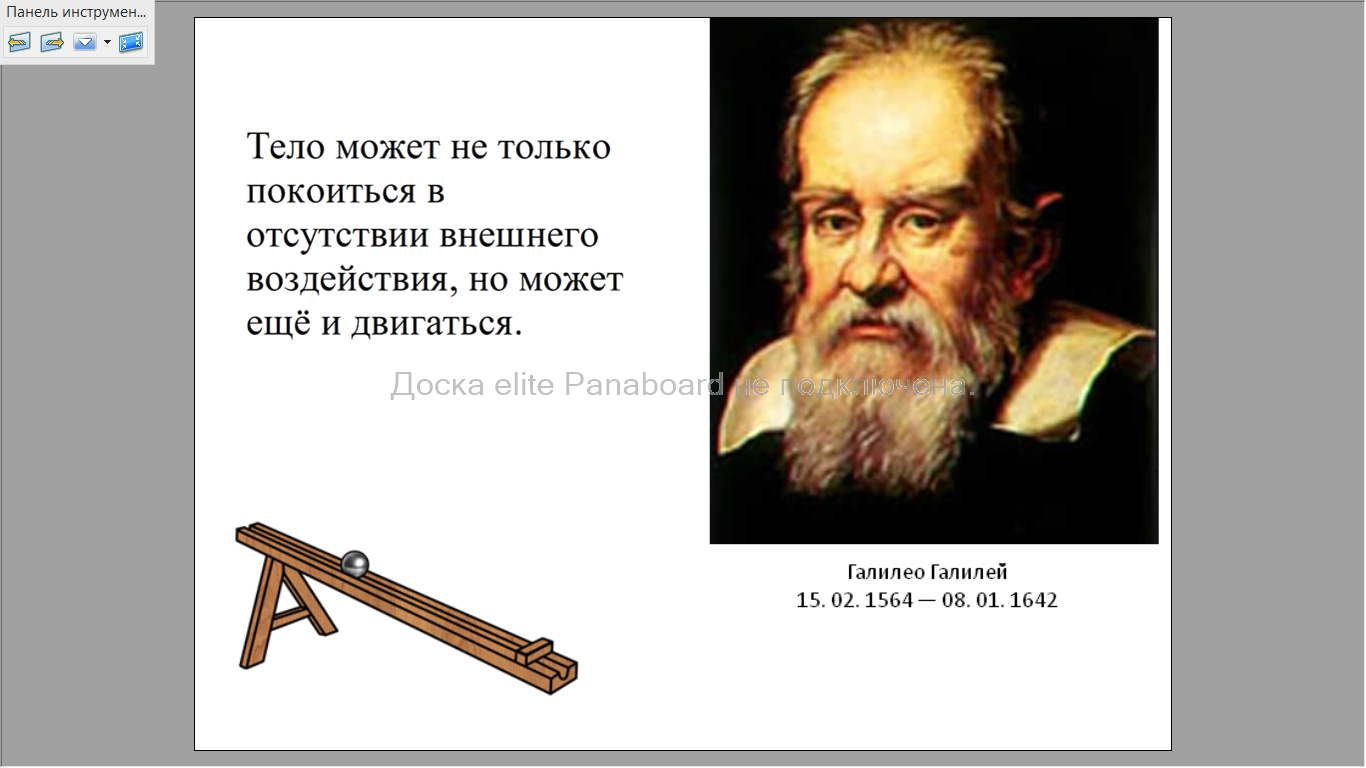 Панель инструмен...
Тело может не только
покоиться в
отсутствии внешнего
воздействия, но может
ещё и двигаться.
Доска elite Panaboard не подключена.
Галилео Галилей
15. 02. 1564 — 08. 01. 1642